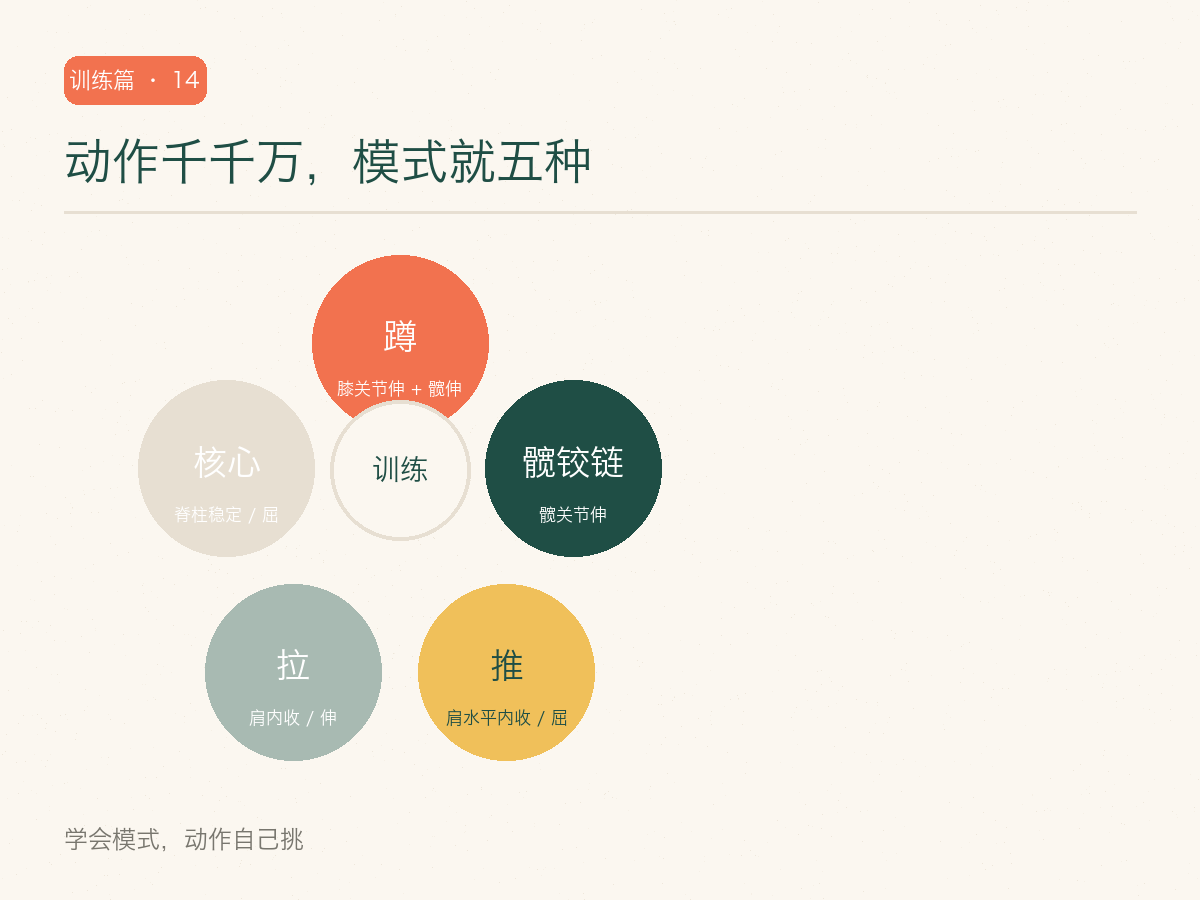 训练篇 · 14
动作千千万，模式就五种
蹲
膝关节伸 + 髋伸
核心
脊柱稳定 / 屈
训练
髋铰链
髋关节伸
拉
肩内收 / 伸
推
肩水平内收 / 屈
学会模式，动作自己挑